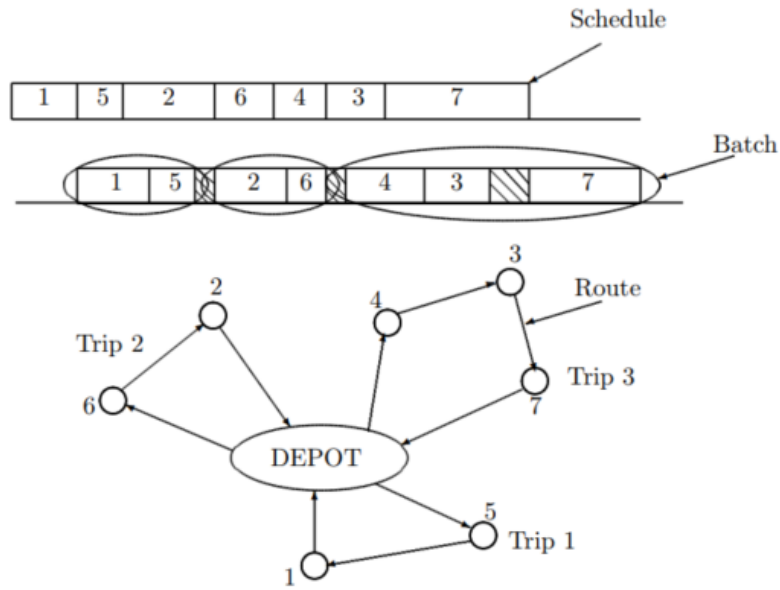 Schedule
1 5 2 6 4 3 7
Batch
1 5 2 6 4 3 7
3
2
4
Route
Trip 2
Trip 3
6
7
DEPOT
5
Trip 1
1